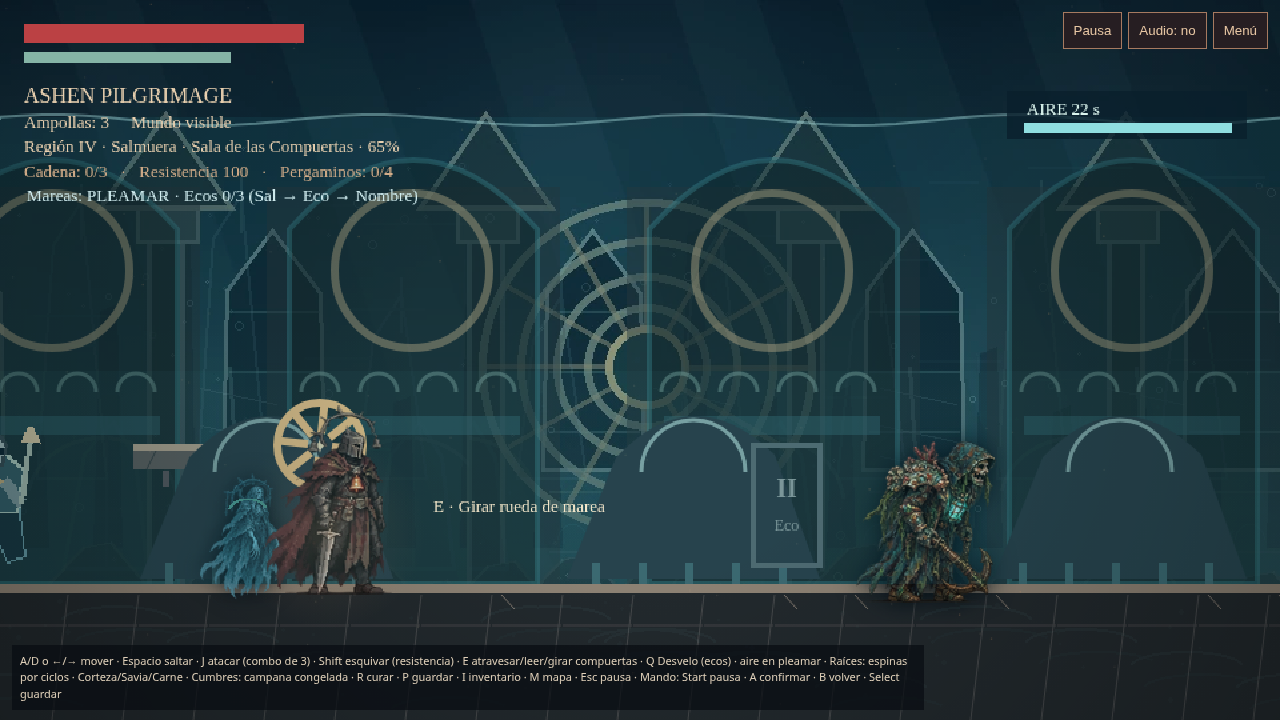 Pausa
Audio: no
Menú
ASHEN PILGRIMAGE
Ampollas: 3 Mundo visible
Región IV · Salmuera · Sala de las Compuertas · 65%
Cadena: 0/3 · Resistencia 100 · Pergaminos: 0/4
Mareas: PLEAMAR · Ecos 0/3 (Sal → Eco → Nombre)
AIRE 22 s
E · Girar rueda de marea
II
Eco
A/D o ←/→ mover · Espacio saltar · J atacar (combo de 3) · Shift esquivar (resistencia) · E atravesar/leer/girar compuertas · Q Desvelo (ecos) · aire en pleamar · Raíces: espinas
por ciclos · Corteza/Savia/Carne · Cumbres: campana congelada · R curar · P guardar · I inventario · M mapa · Esc pausa · Mando: Start pausa · A confirmar · B volver · Select
guardar